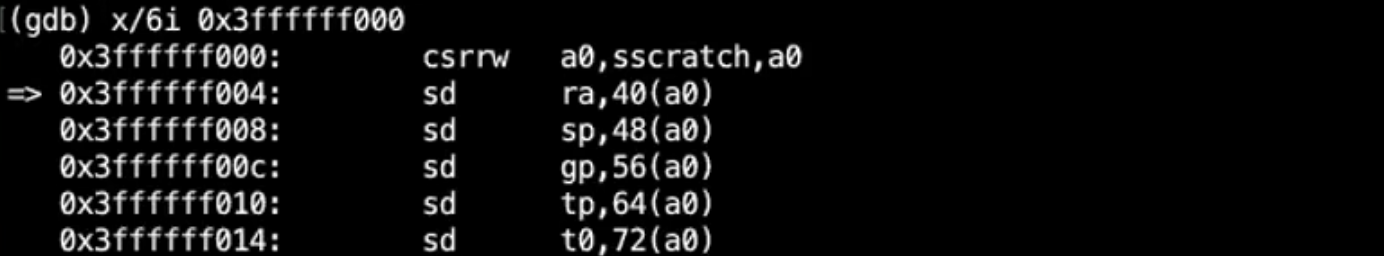 (gdb) x/6i 0x3ffffff000
0x3ffffff000: csrrw a0,sscratch,a0
=> 0x3ffffff004: sd ra,40(a0)
0x3ffffff008: sd sp,48(a0)
0x3ffffff00c: sd gp,56(a0)
0x3ffffff010: sd tp,64(a0)
0x3ffffff014: sd t0,72(a0)